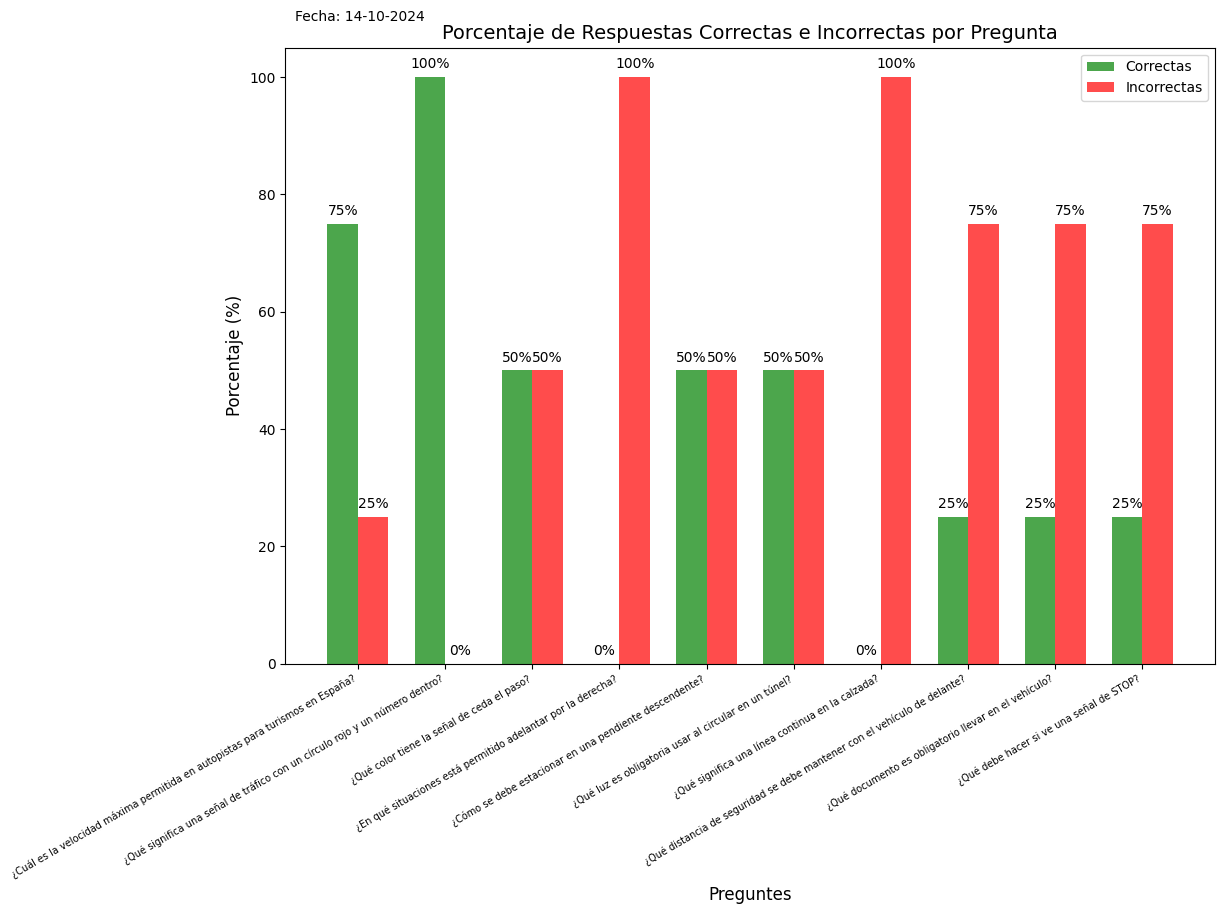 Fecha: 14-10-2024
Porcentaje de Respuestas Correctas e Incorrectas por Pregunta
Correctas
Incorrectas
Porcentaje (%)
100
80
60
40
20
0
75%
25%
100%
0%
50%
50%
0%
100%
50%
50%
50%
50%
0%
100%
25%
75%
25%
75%
25%
75%
¿Cuál es la velocidad máxima permitida en autopistas para turismos en España?
¿Qué significa una señal de tráfico con un círculo rojo y un número dentro?
¿Qué color tiene la señal de ceda el paso?
¿En qué situaciones está permitido adelantar por la derecha?
¿Cómo se debe estacionar en una pendiente descendente?
¿Qué luz es obligatoria usar al circular en un túnel?
¿Qué significa una línea continua en la calzada?
¿Qué distancia de seguridad se debe mantener con el vehículo de delante?
¿Qué documento es obligatorio llevar en el vehículo?
¿Qué debe hacer si ve una señal de STOP?
Preguntes